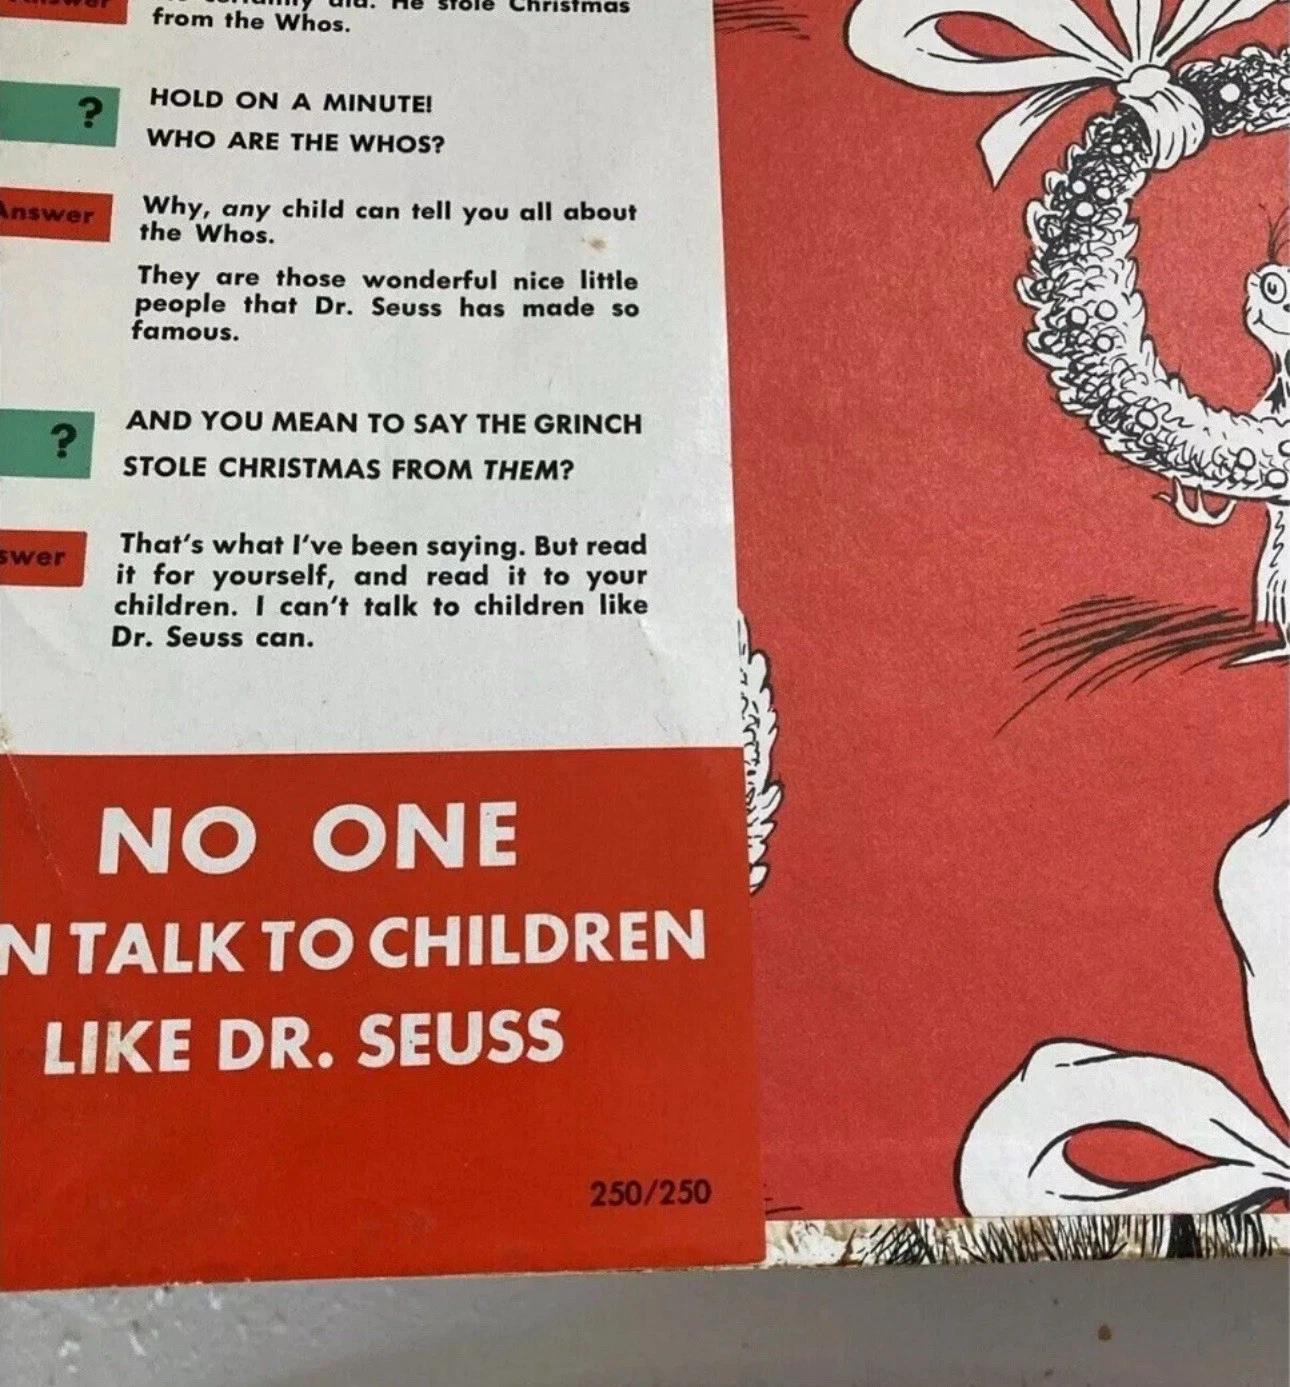 Answer
He stole Christmas
from the Whos.
?
HOLD ON A MINUTE!
WHO ARE THE WHOS?
Answer
Why, any child can tell you all about
the Whos.
They are those wonderful nice little
people that Dr. Seuss has made so
famous.
?
AND YOU MEAN TO SAY THE GRINCH
STOLE CHRISTMAS FROM THEM?
swer
That's what I've been saying. But read
it for yourself, and read it to your
children. I can't talk to children like
Dr. Seuss can.
NO ONE
N TALK TO CHILDREN
LIKE DR. SEUSS
250/250